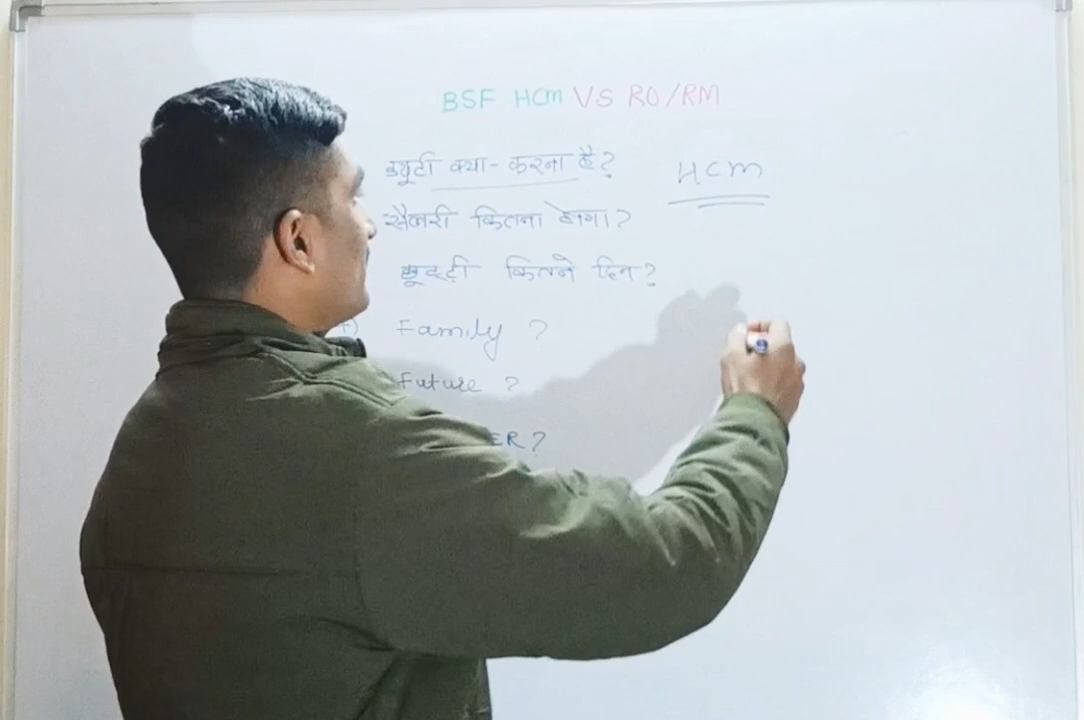 BSF HCM VS RO/RM
ड्यूटी क्या-करना है?
HCM
सैलरी कितना होगा?
छुट्टी कितने दिन?
Family ?
Future ?